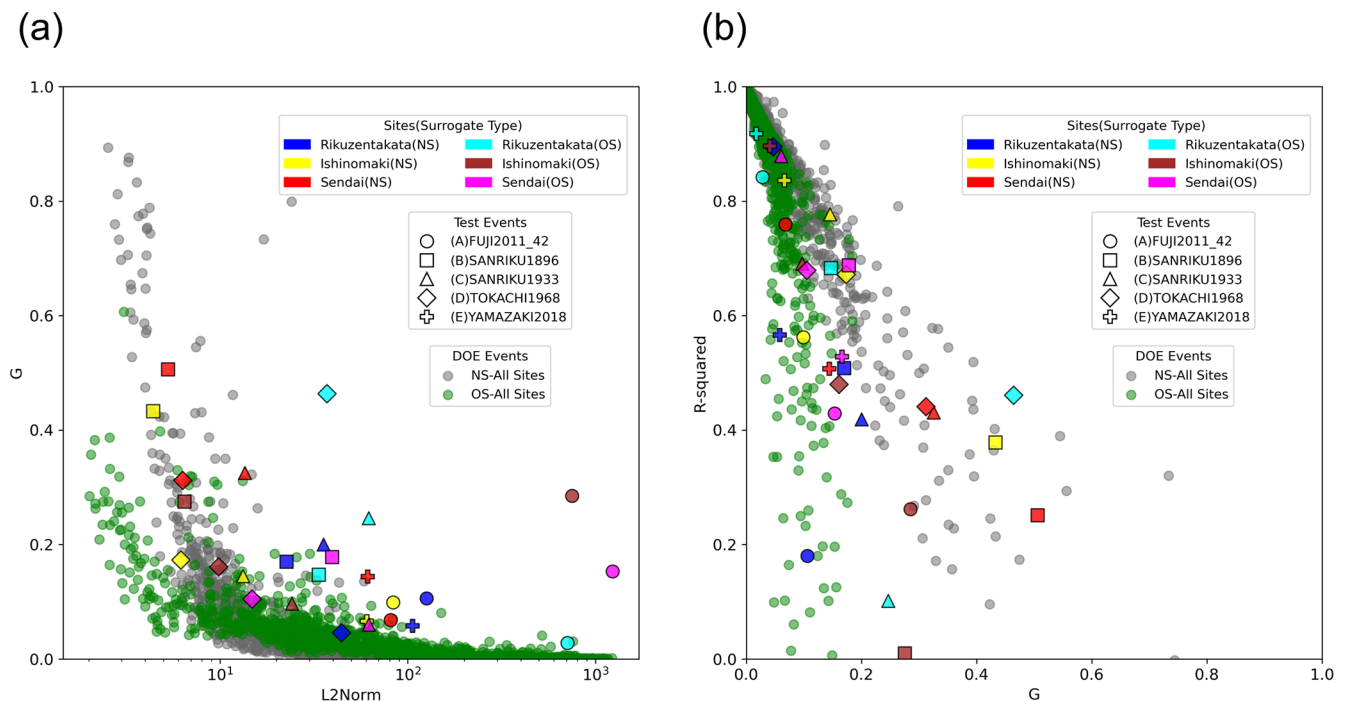 (a)
(b)
1.0
0.8
0.6
0.4
0.2
0.0
G
10¹
10²
10³
L2Norm
Sites(Surrogate Type)
Rikuzentakata(NS)
Rikuzentakata(OS)
Ishinomaki(NS)
Ishinomaki(OS)
Sendai(NS)
Sendai(OS)
Test Events
(A)FUJI2011_42
(B)SANRIKU1896
(C)SANRIKU1933
(D)TOKACHI1968
(E)YAMAZAKI2018
DOE Events
NS-All Sites
OS-All Sites
1.0
0.8
0.6
0.4
0.2
0.0
R-squared
0.0
0.2
0.4
0.6
0.8
1.0
G
Sites(Surrogate Type)
Rikuzentakata(NS)
Rikuzentakata(OS)
Ishinomaki(NS)
Ishinomaki(OS)
Sendai(NS)
Sendai(OS)
Test Events
(A)FUJI2011_42
(B)SANRIKU1896
(C)SANRIKU1933
(D)TOKACHI1968
(E)YAMAZAKI2018
DOE Events
NS-All Sites
OS-All Sites